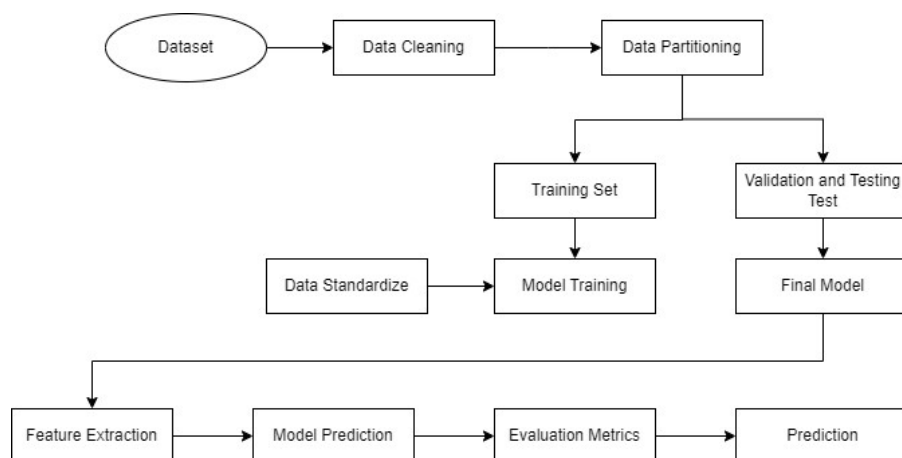 Dataset
Data Cleaning
Data Partitioning
Training Set
Validation and Testing
Test
Data Standardize
Model Training
Final Model
Feature Extraction
Model Prediction
Evaluation Metrics
Prediction